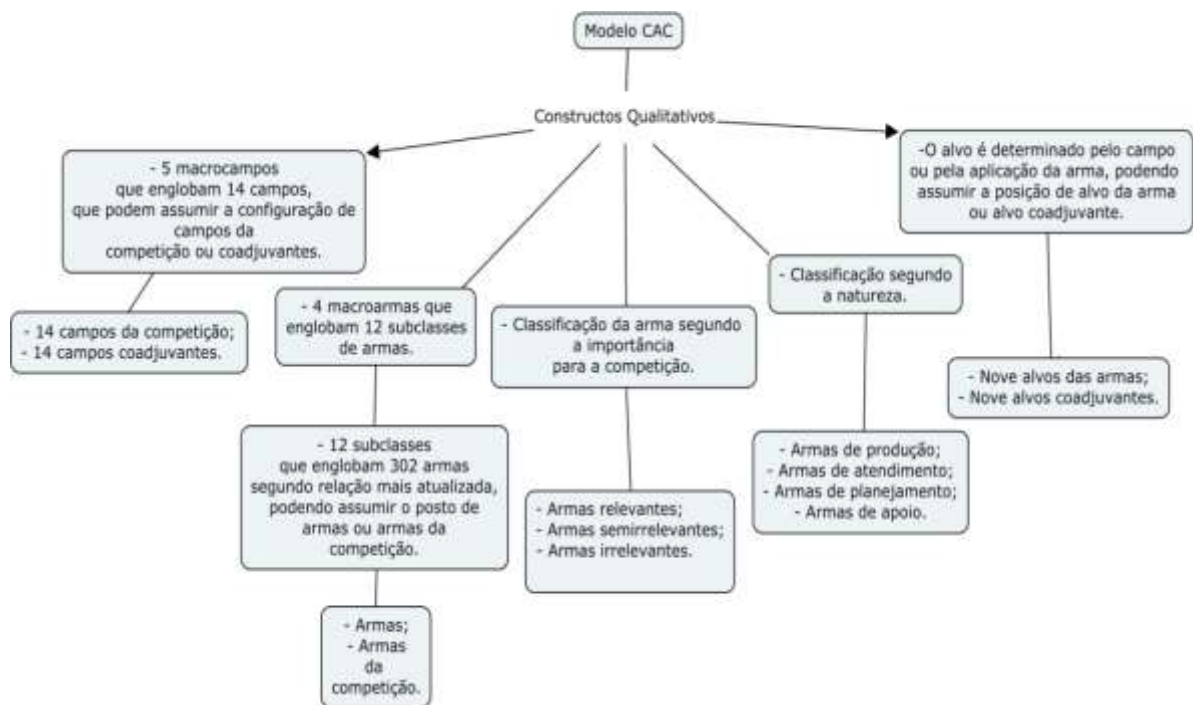 Modelo CAC
Constructos Qualitativos
- 5 macrocampos
que englobam 14 campos,
que podem assumir a configuração de
campos da
competição ou coadjuvantes.
-O alvo é determinado pelo campo
ou pela aplicação da arma, podendo
assumir a posição de alvo da arma
ou alvo coadjuvante.
- 14 campos da competição;
- 14 campos coadjuvantes.
- 4 macroarmas que
englobam 12 subclasses
de armas.
- Classificação da arma segundo
a importância
para a competição.
- Classificação segundo
a natureza.
- Nove alvos das armas;
- Nove alvos coadjuvantes.
- 12 subclasses
que englobam 302 armas
segundo relação mais atualizada,
podendo assumir o posto de
armas ou armas da
competição.
- Armas relevantes;
- Armas semirrelevantes;
- Armas irrelevantes.
- Armas de produção;
- Armas de atendimento;
- Armas de planejamento;
- Armas de apoio.
- Armas;
- Armas
da
competição.